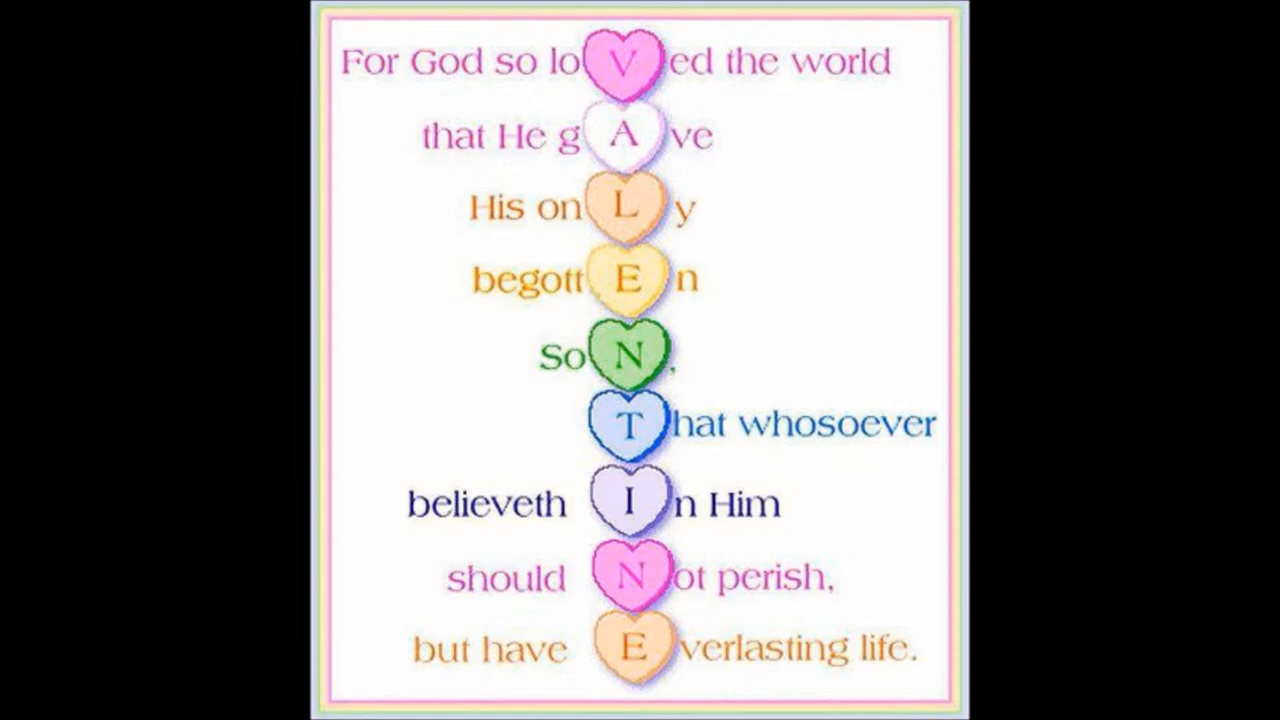 For God so loVed the world
that He gAve
His onLy
begottEn
SoN,
That whosoever
believeth In Him
should Not perish,
but have Everlasting life.